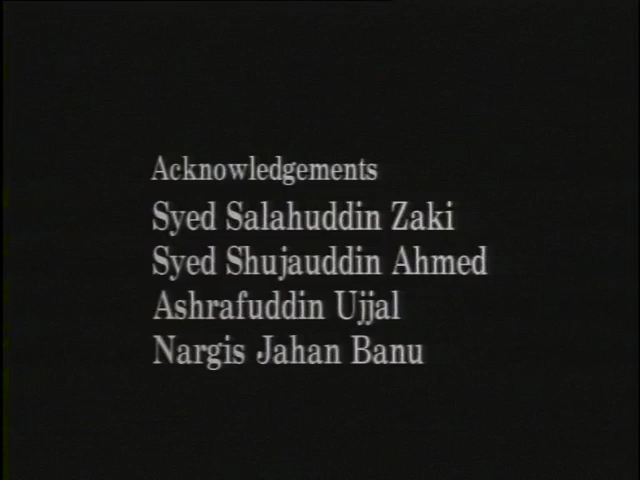 Acknowledgements
Syed Salahuddin Zaki
Syed Shujauddin Ahmed
Ashrafuddin Ujjal
Nargis Jahan Banu